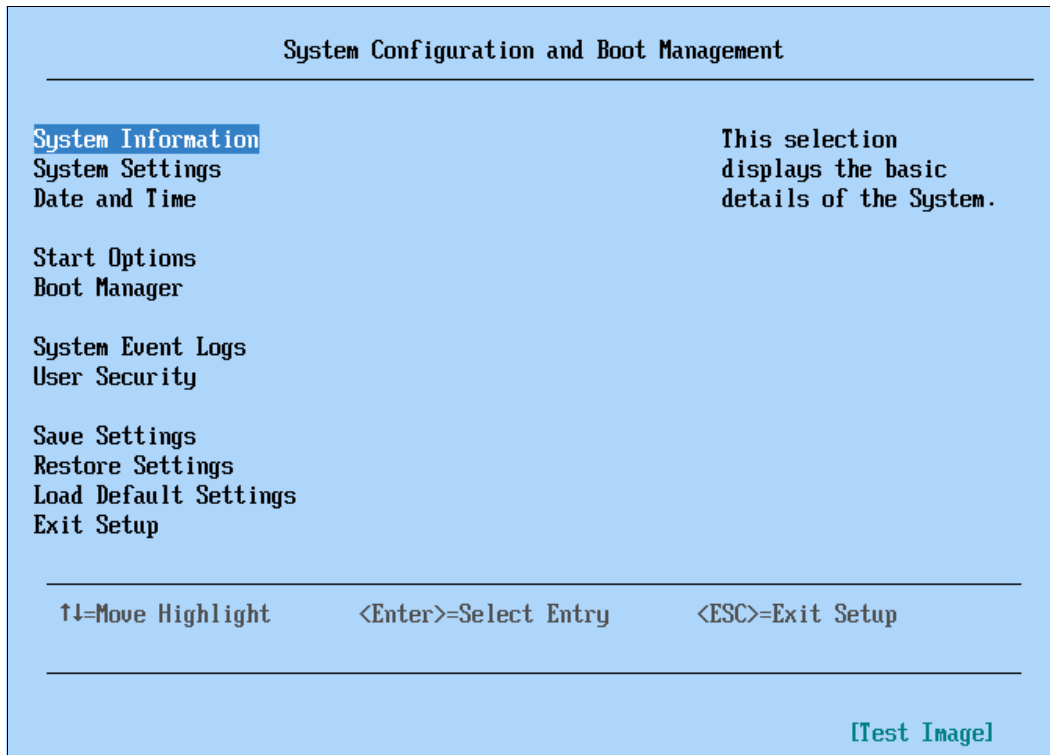 System Configuration and Boot Management
System Information
System Settings
Date and Time
Start Options
Boot Manager
System Event Logs
User Security
Save Settings
Restore Settings
Load Default Settings
Exit Setup
This selection
displays the basic
details of the System.
↑↓=Move Highlight <Enter>=Select Entry <ESC>=Exit Setup
[Test Image]